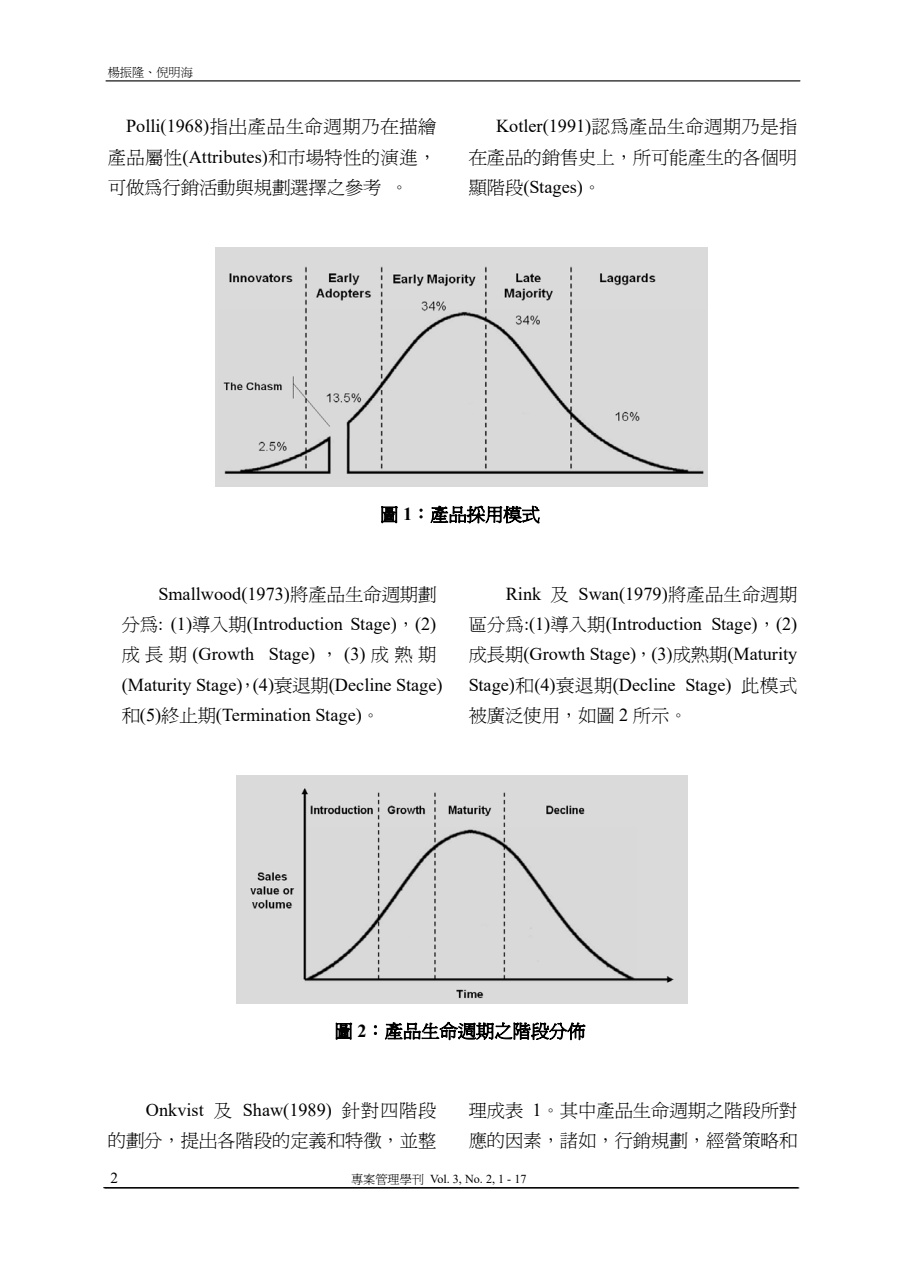 楊振隆、倪明海
Polli(1968)指出產品生命週期乃在描繪
產品屬性(Attributes)和市場特性的演進，
可做為行銷活動與規劃選擇之參考 。
Kotler(1991)認為產品生命週期乃是指
在產品的銷售史上，所可能產生的各個明
顯階段(Stages)。
Innovators
Early
Adopters
Early Majority
Late
Majority
Laggards
34%
34%
The Chasm
13.5%
16%
2.5%
圖 1：產品採用模式
Smallwood(1973)將產品生命週期劃
分為: (1)導入期(Introduction Stage)，(2)
成長期(Growth Stage)，(3)成熟期
(Maturity Stage)，(4)衰退期(Decline Stage)
和(5)終止期(Termination Stage)。
Rink 及 Swan(1979)將產品生命週期
區分為:(1)導入期(Introduction Stage)，(2)
成長期(Growth Stage)，(3)成熟期(Maturity
Stage)和(4)衰退期(Decline Stage) 此模式
被廣泛使用，如圖 2 所示。
Introduction
Growth
Maturity
Decline
Sales
value or
volume
Time
圖 2：產品生命週期之階段分佈
Onkvist 及 Shaw(1989) 針對四階段
的劃分，提出各階段的定義和特徵，並整
理成表 1。其中產品生命週期之階段所對
應的因素，諸如，行銷規劃，經營策略和
2
專案管理學刊 Vol. 3, No. 2, 1 - 17